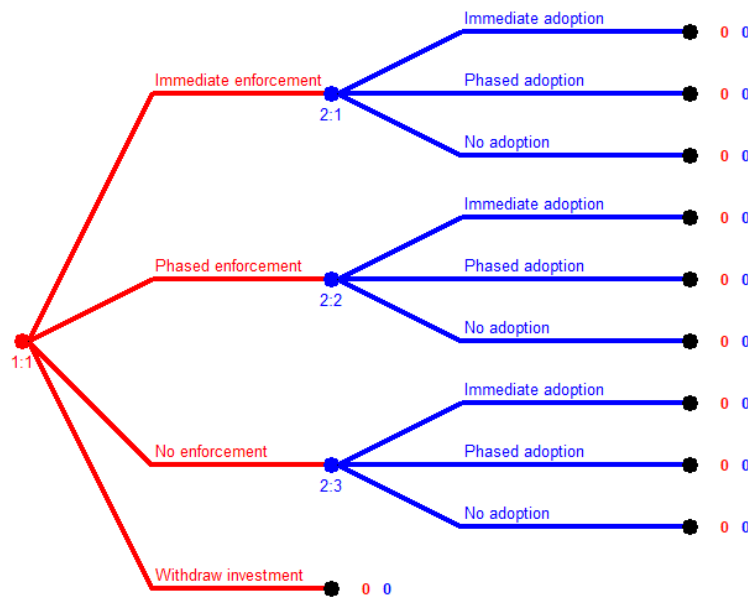 Immediate adoption 0 0
Immediate enforcement Phased adoption 0 0
2:1
No adoption 0 0
Immediate adoption 0 0
Phased enforcement Phased adoption 0 0
2:2
No adoption 0 0
1:1
Immediate adoption 0 0
No enforcement Phased adoption 0 0
2:3
No adoption 0 0
Withdraw investment 0 0